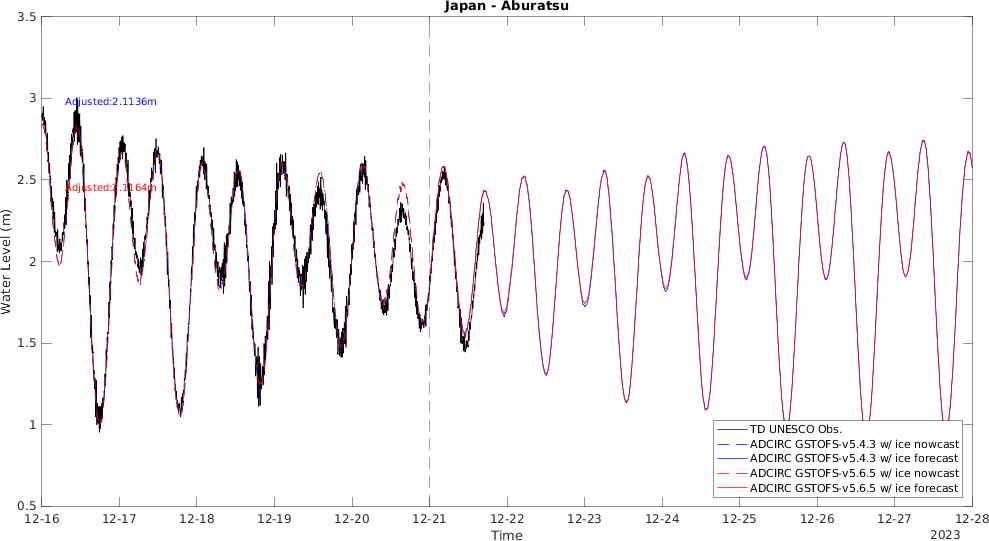 Japan - Aburatsu
3.5
3
2.5
2
1.5
1
0.5
Water Level (m)
Adjusted:2.1136m
Adjusted:2.1164m
TD UNESCO Obs.
ADCIRC GSTOFS-v5.4.3 w/ ice nowcast
ADCIRC GSTOFS-v5.4.3 w/ ice forecast
ADCIRC GSTOFS-v5.6.5 w/ ice nowcast
ADCIRC GSTOFS-v5.6.5 w/ ice forecast
12-16 12-17 12-18 12-19 12-20 12-21 12-22 12-23 12-24 12-25 12-26 12-27 12-28
Time
2023